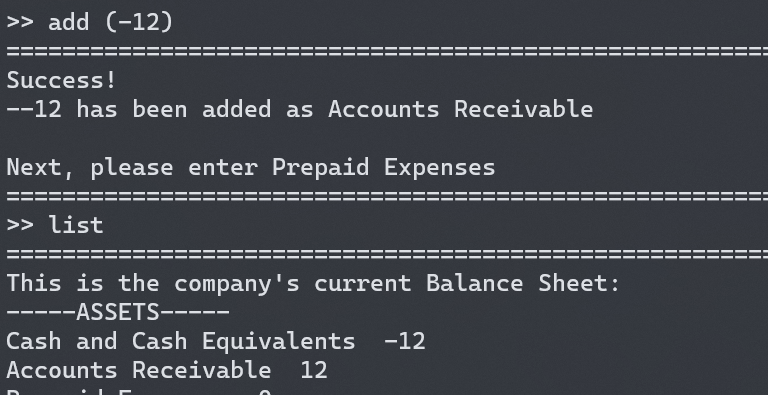 >> add (-12)
==============================================================
Success!
--12 has been added as Accounts Receivable
Next, please enter Prepaid Expenses
==============================================================
>> list
==============================================================
This is the company's current Balance Sheet:
-----ASSETS-----
Cash and Cash Equivalents  -12
Accounts Receivable  12